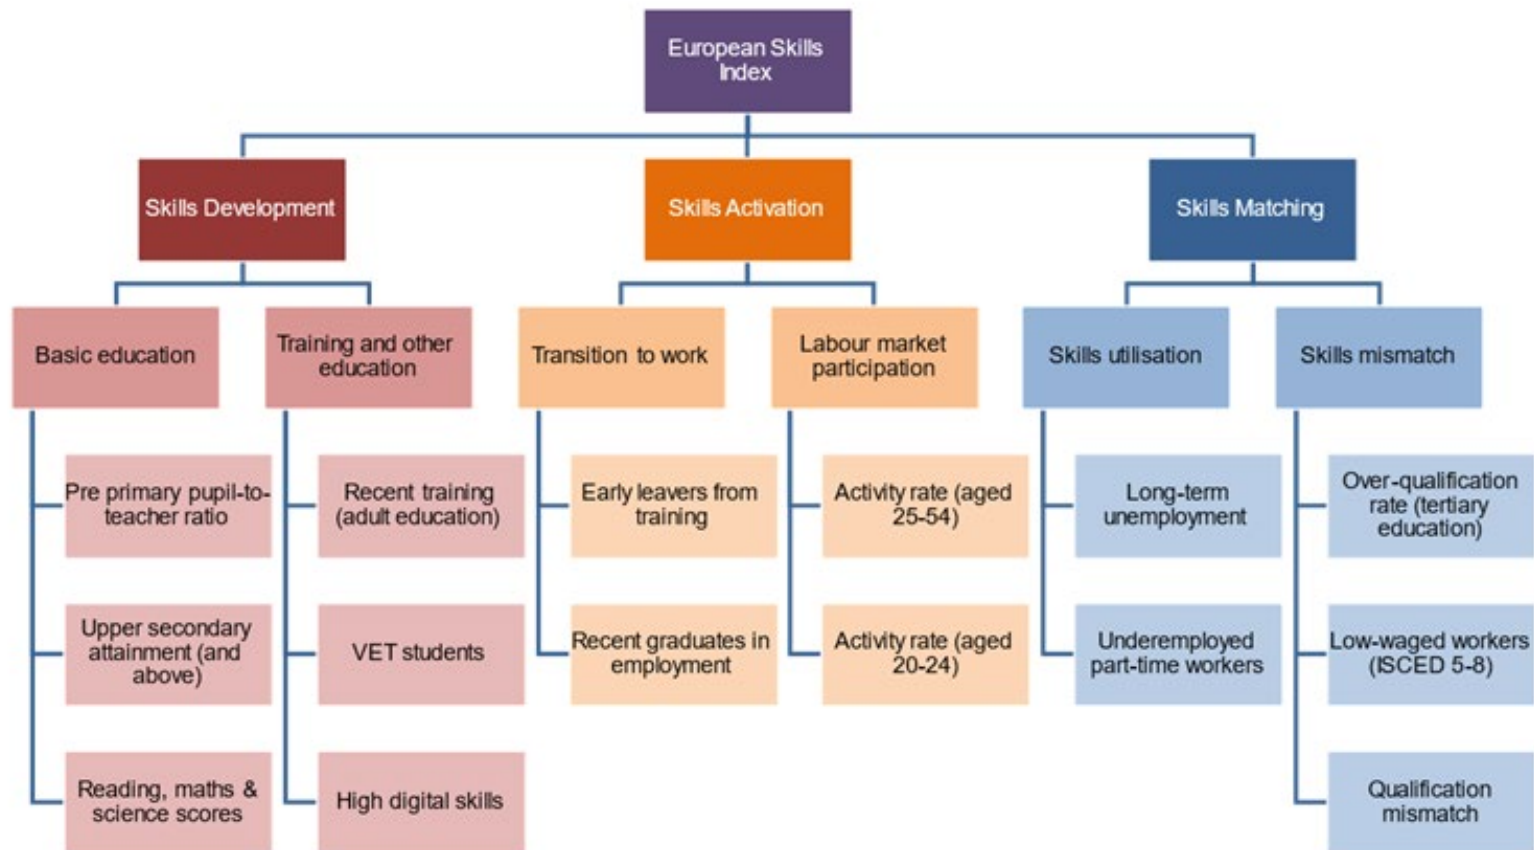 European Skills
Index
Skills Development
Skills Activation
Skills Matching
Basic education
Training and other
education
Transition to work
Labour market
participation
Skills utilisation
Skills mismatch
Pre primary pupil-to-
teacher ratio
Recent training
(adult education)
Early leavers from
training
Activity rate (aged
25-54)
Long-term
unemployment
Over-qualification
rate (tertiary
education)
Upper secondary
attainment (and
above)
VET students
Recent graduates in
employment
Activity rate (aged
20-24)
Underemployed
part-time workers
Low-waged workers
(ISCED 5-8)
Reading, maths &
science scores
High digital skills
Qualification
mismatch